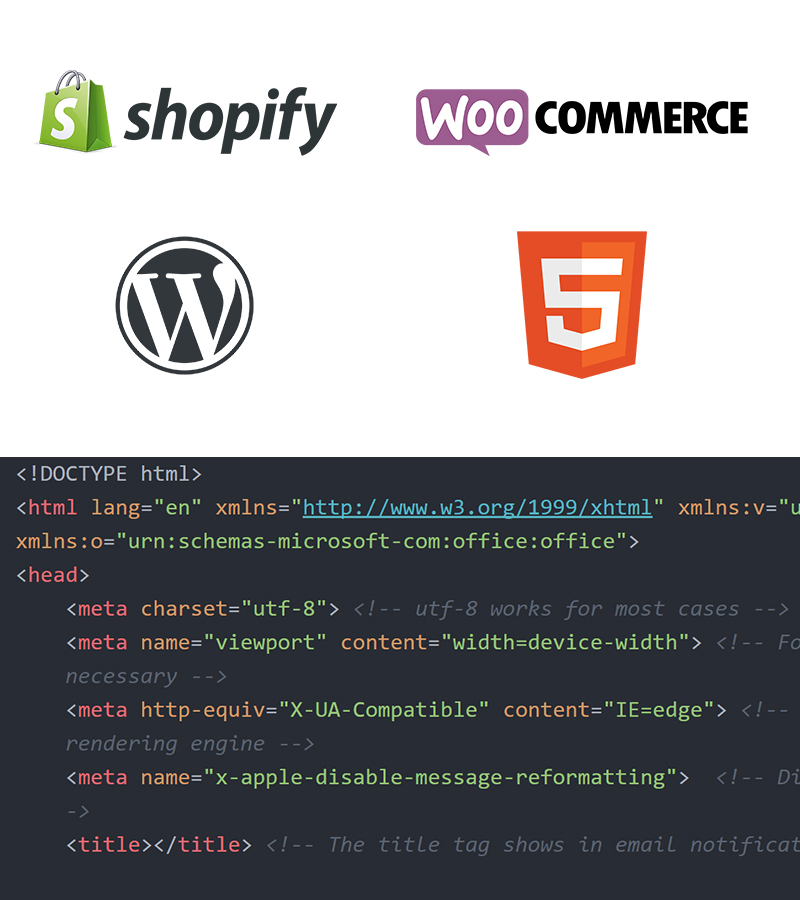 S shopify
WOO COMMERCE
W
5
<!DOCTYPE html>
<html lang="en" xmlns="http://www.w3.org/1999/xhtml" xmlns:v="u
xmlns:o="urn:schemas-microsoft-com:office:office">
<head>
<meta charset="utf-8"> <!-- utf-8 works for most cases -->
<meta name="viewport" content="width=device-width"> <!-- Fo
necessary -->
<meta http-equiv="X-UA-Compatible" content="IE=edge"> <!--
rendering engine -->
<meta name="x-apple-disable-message-reformatting">  <!-- Di
->
<title></title> <!-- The title tag shows in email notificat